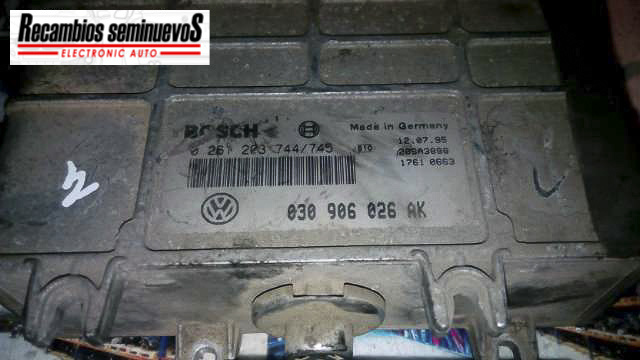 Recambios seminuevoS
ELECTRONIC AUTO
BOSCH
Made in Germany
0 261 203 744/745
B10
12.07.95
1761 0663
030 906 026 AK